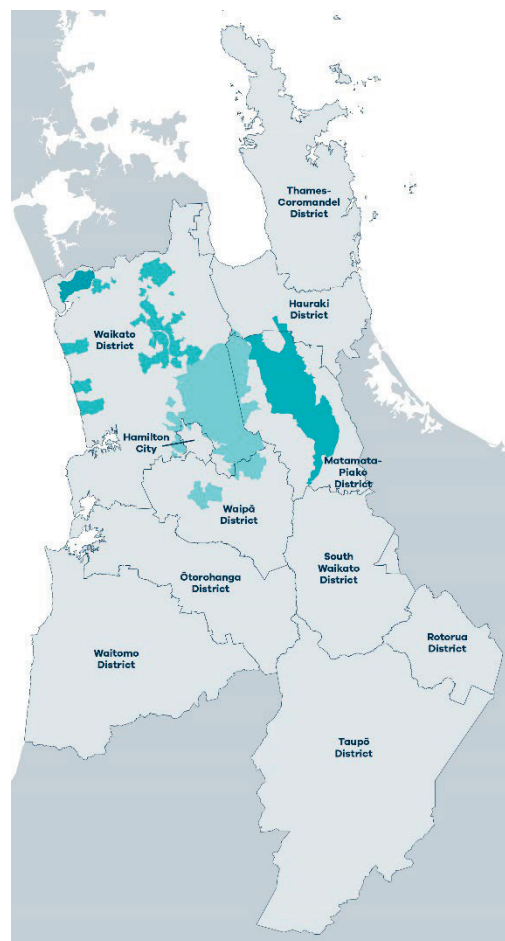 Thames-
Coromandel
District
Hauraki
District
Waikato
District
Hamilton
City
Matamata-
Piako
District
Waipā
District
South
Waikato
District
Ōtorohanga
District
Rotorua
District
Waitomo
District
Taupō
District